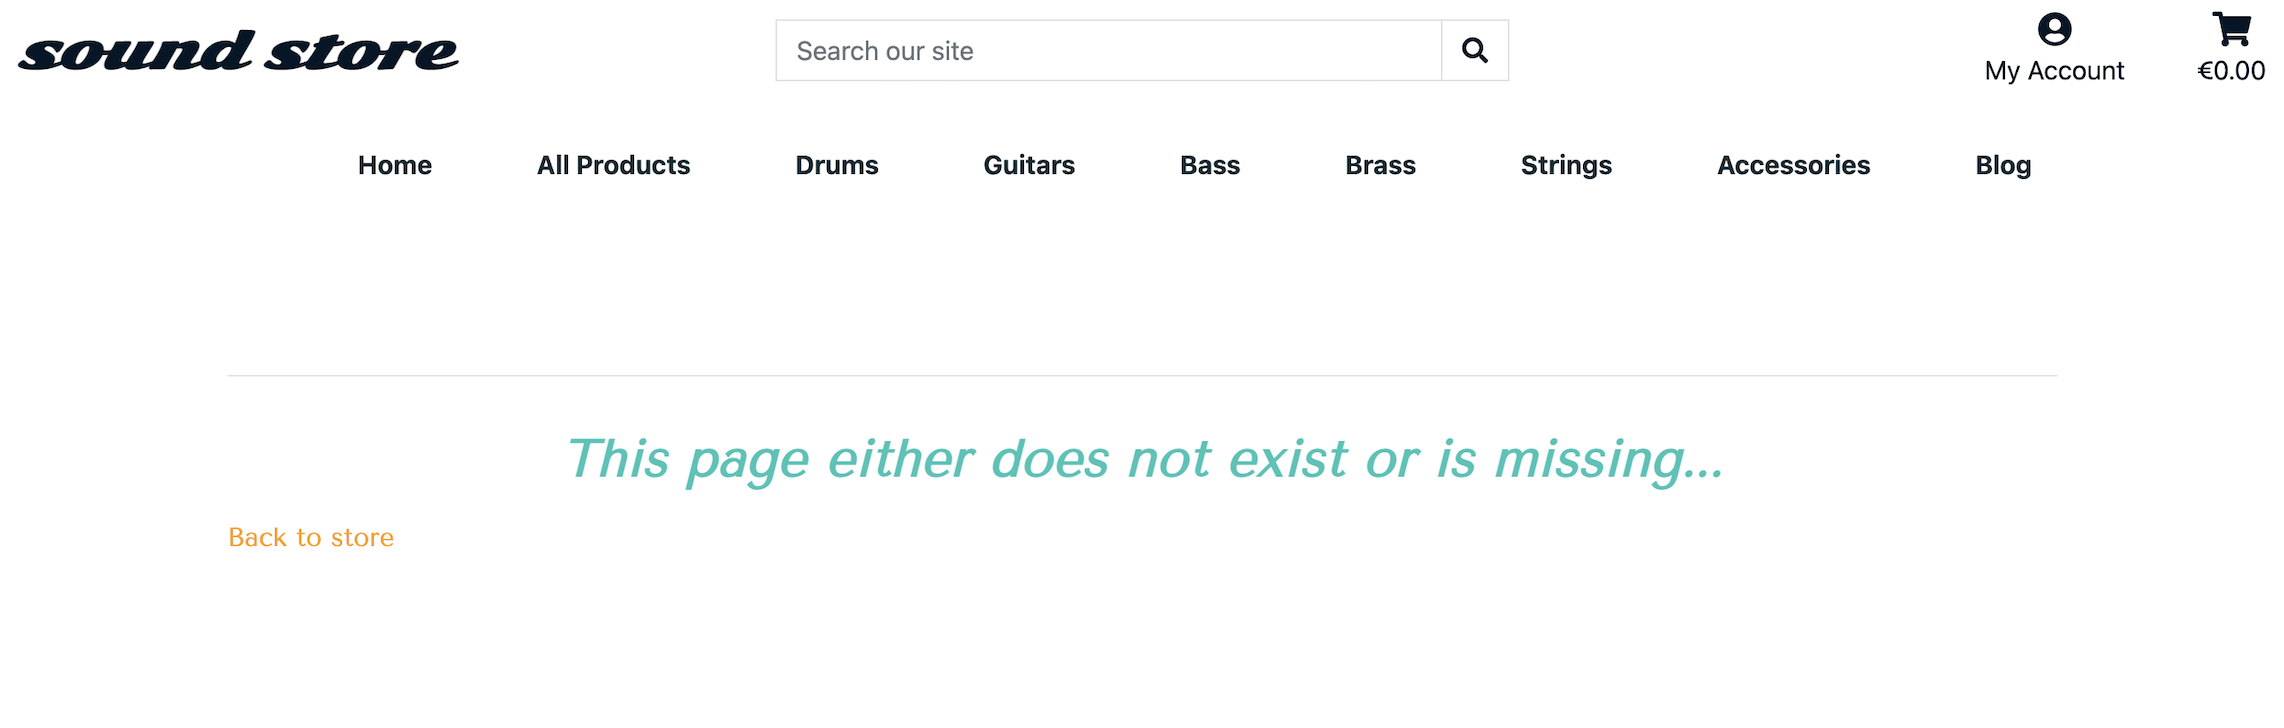 sound store
Search our site
My Account
€0.00
Home All Products Drums Guitars Bass Brass Strings Accessories Blog
This page either does not exist or is missing...
Back to store